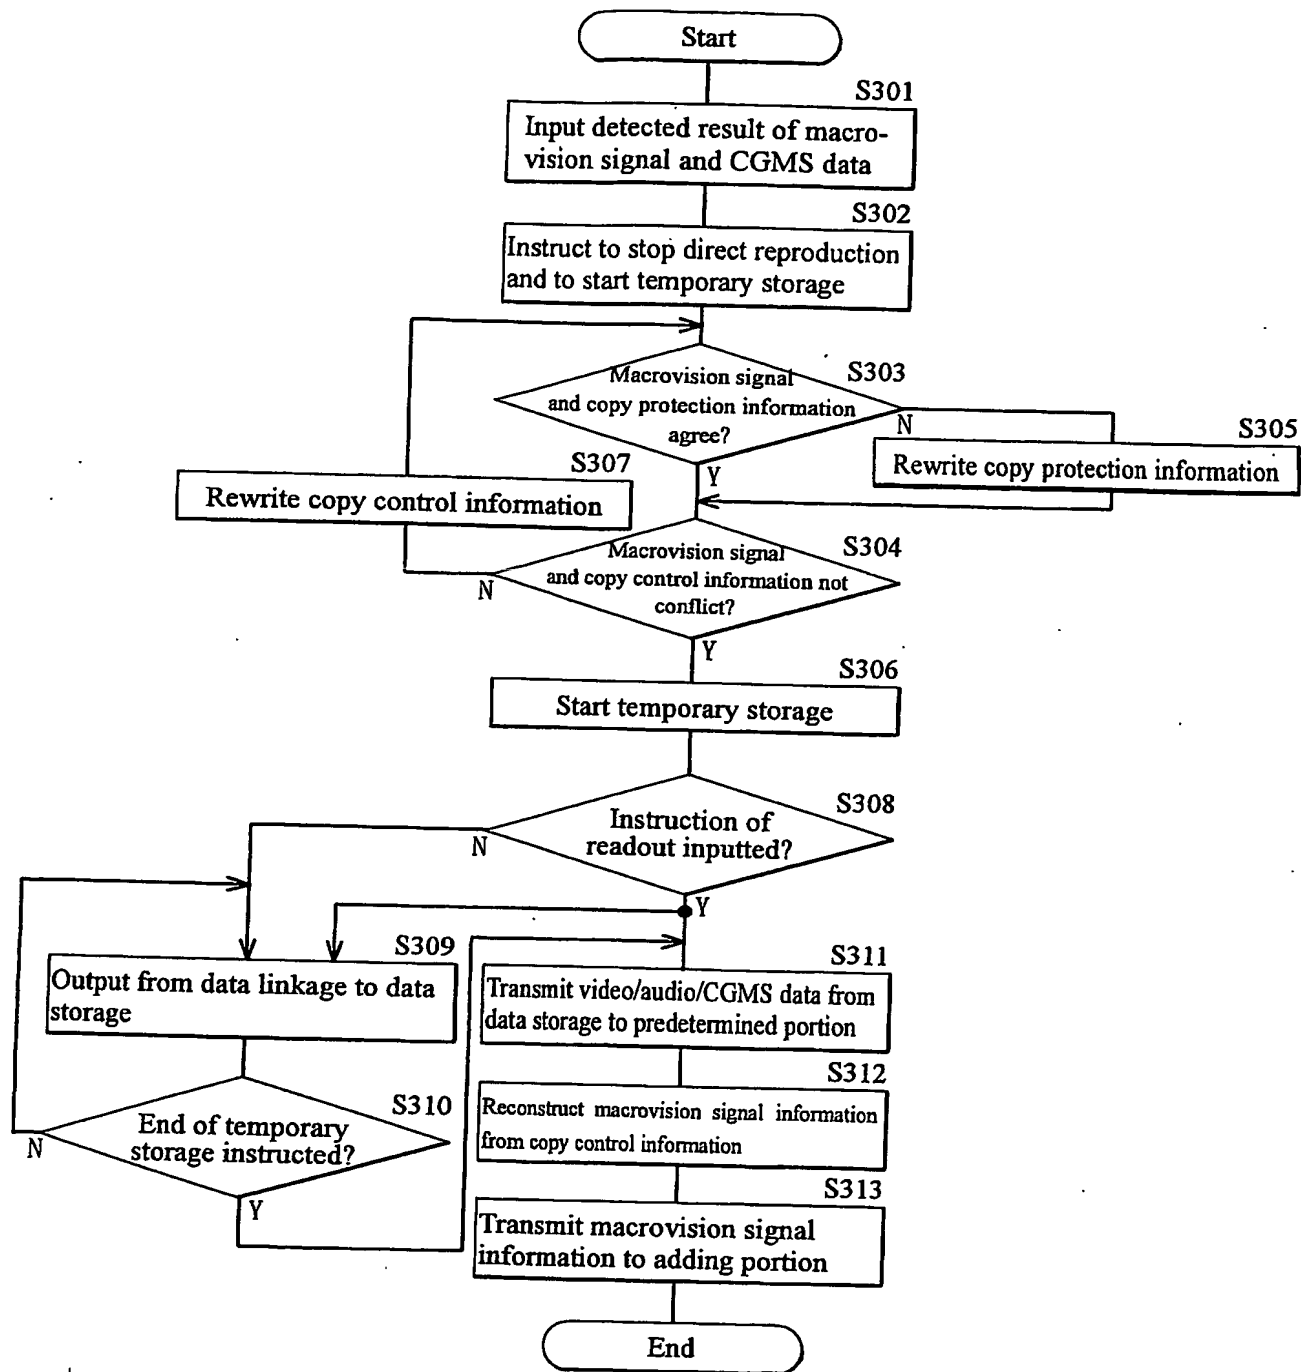 Start
S301
Input detected result of macro-
vision signal and CGMS data
S302
Instruct to stop direct reproduction
and to start temporary storage
S303
Macrovision signal
and copy protection information
agree?
N
Y
S305
Rewrite copy protection information
S307
Rewrite copy control information
S304
Macrovision signal
and copy control information not
conflict?
N
Y
S306
Start temporary storage
S308
Instruction of
readout inputted?
N
Y
S309
Output from data linkage to data
storage
S310
End of temporary
storage instructed?
N
Y
S311
Transmit video/audio/CGMS data from
data storage to predetermined portion
S312
Reconstruct macrovision signal information
from copy control information
S313
Transmit macrovision signal
information to adding portion
End